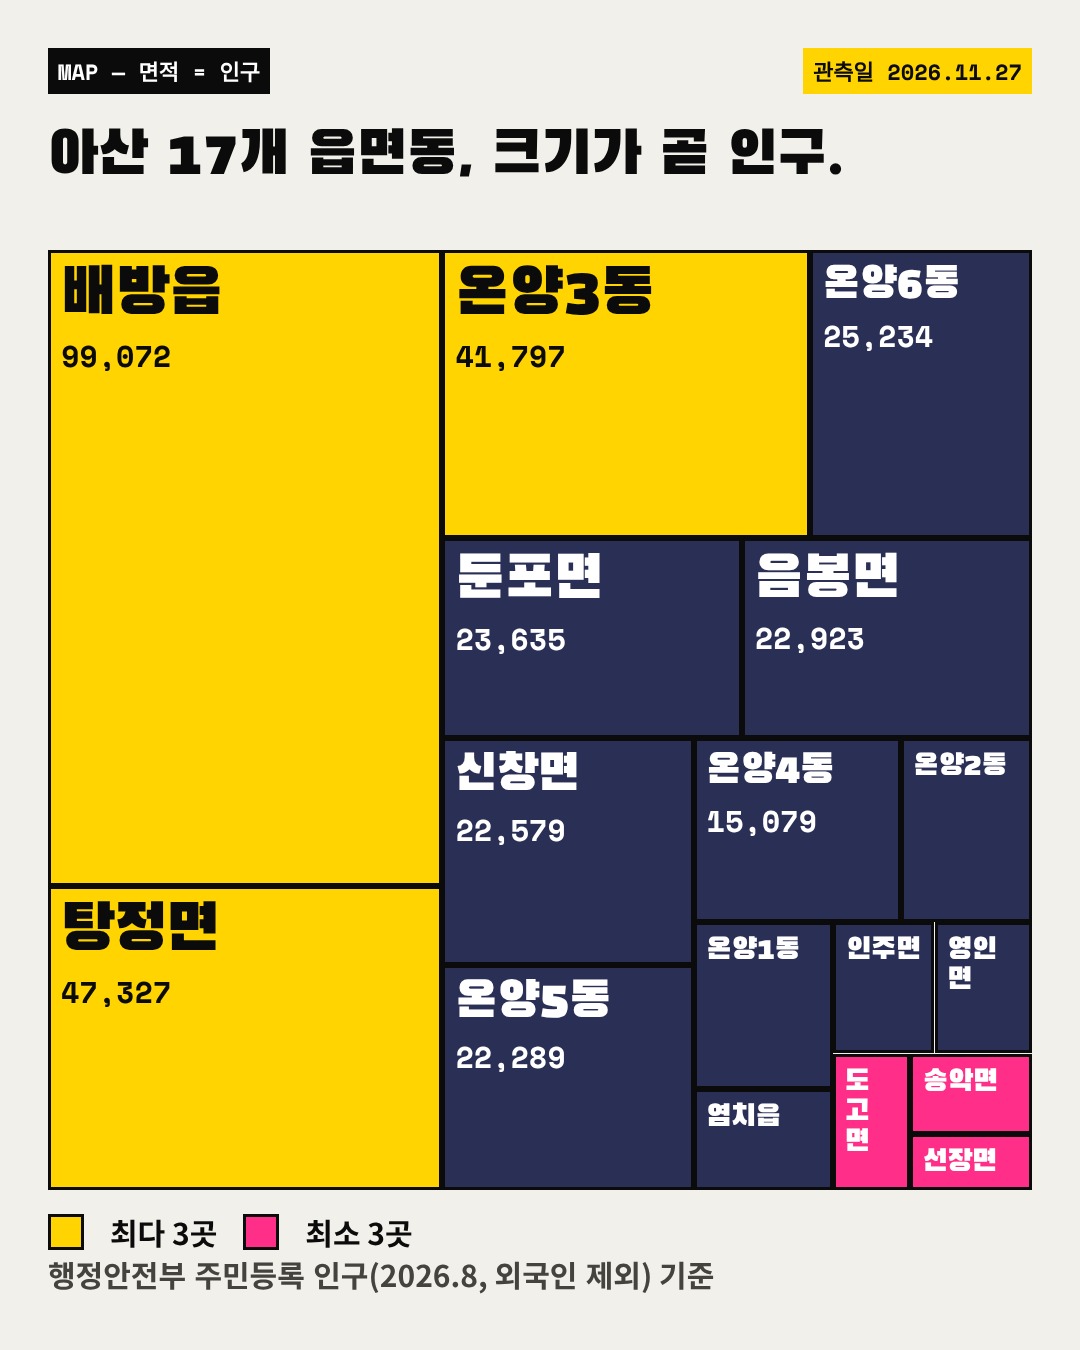 MAP — 면적 = 인구
관측일 2026.11.27
아산 17개 읍면동, 크기가 곧 인구.
배방읍
99,072
온양3동
41,797
온양6동
25,234
둔포면
23,635
음봉면
22,923
신창면
22,579
온양4동
15,079
온양2동
탕정면
47,327
온양5동
22,289
온양1동
인주면
영인
면
염치읍
도
고
면
송악면
선장면
최다 3곳
최소 3곳
행정안전부 주민등록 인구(2026.8, 외국인 제외) 기준